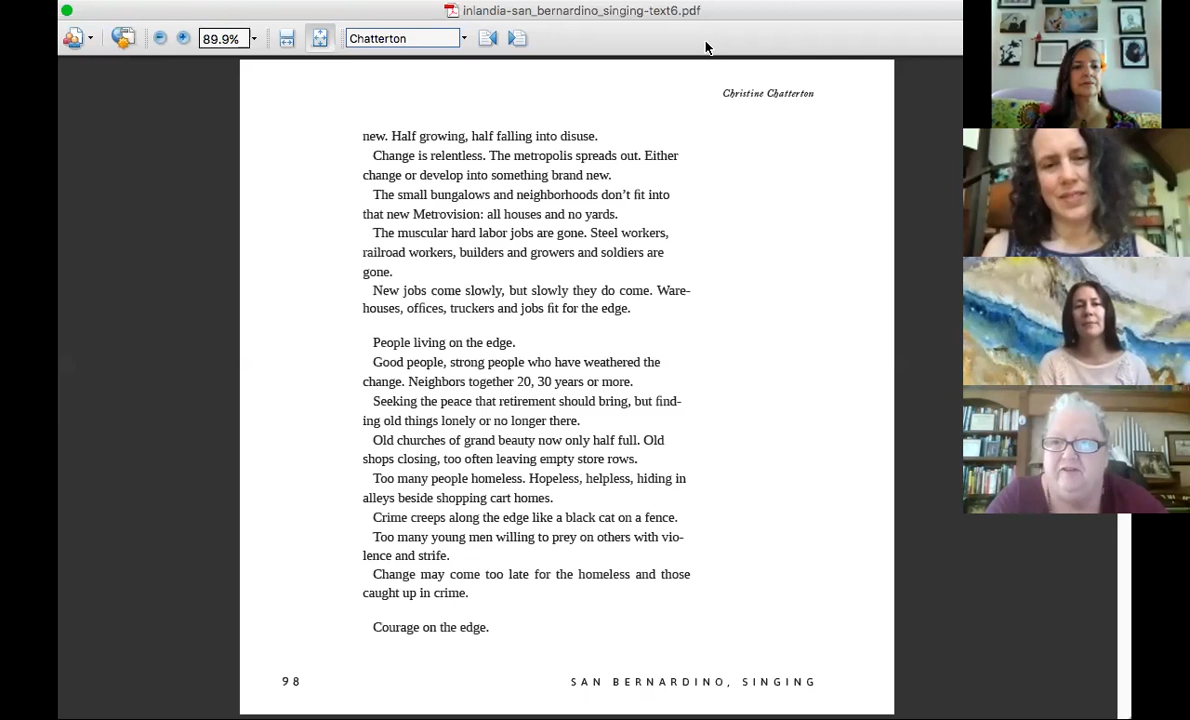 inlandia-san_bernardino_singing-text6.pdf
89.9%
Chatterton
Christine Chatterton
new. Half growing, half falling into disuse.
Change is relentless. The metropolis spreads out. Either
change or develop into something brand new.
The small bungalows and neighborhoods don’t fit into
that new Metrovision: all houses and no yards.
The muscular hard labor jobs are gone. Steel workers,
railroad workers, builders and growers and soldiers are
gone.
New jobs come slowly, but slowly they do come. Ware-
houses, offices, truckers and jobs fit for the edge.
People living on the edge.
Good people, strong people who have weathered the
change. Neighbors together 20, 30 years or more.
Seeking the peace that retirement should bring, but find-
ing old things lonely or no longer there.
Old churches of grand beauty now only half full. Old
shops closing, too often leaving empty store rows.
Too many people homeless. Hopeless, helpless, hiding in
alleys beside shopping cart homes.
Crime creeps along the edge like a black cat on a fence.
Too many young men willing to prey on others with vio-
lence and strife.
Change may come too late for the homeless and those
caught up in crime.
Courage on the edge.
98
SAN BERNARDINO, SINGING